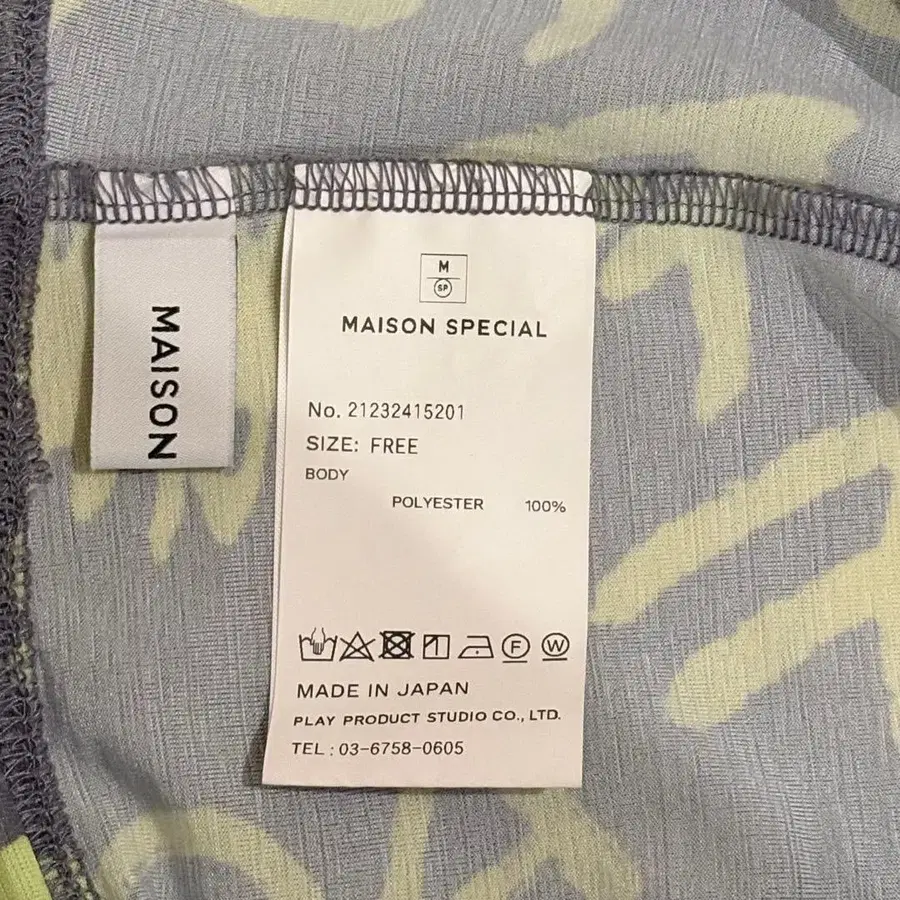 MAISON
M
SP
MAISON SPECIAL
No. 21232415201
SIZE: FREE
BODY
POLYESTER 100%
F W
MADE IN JAPAN
PLAY PRODUCT STUDIO CO., LTD.
TEL : 03-6758-0605